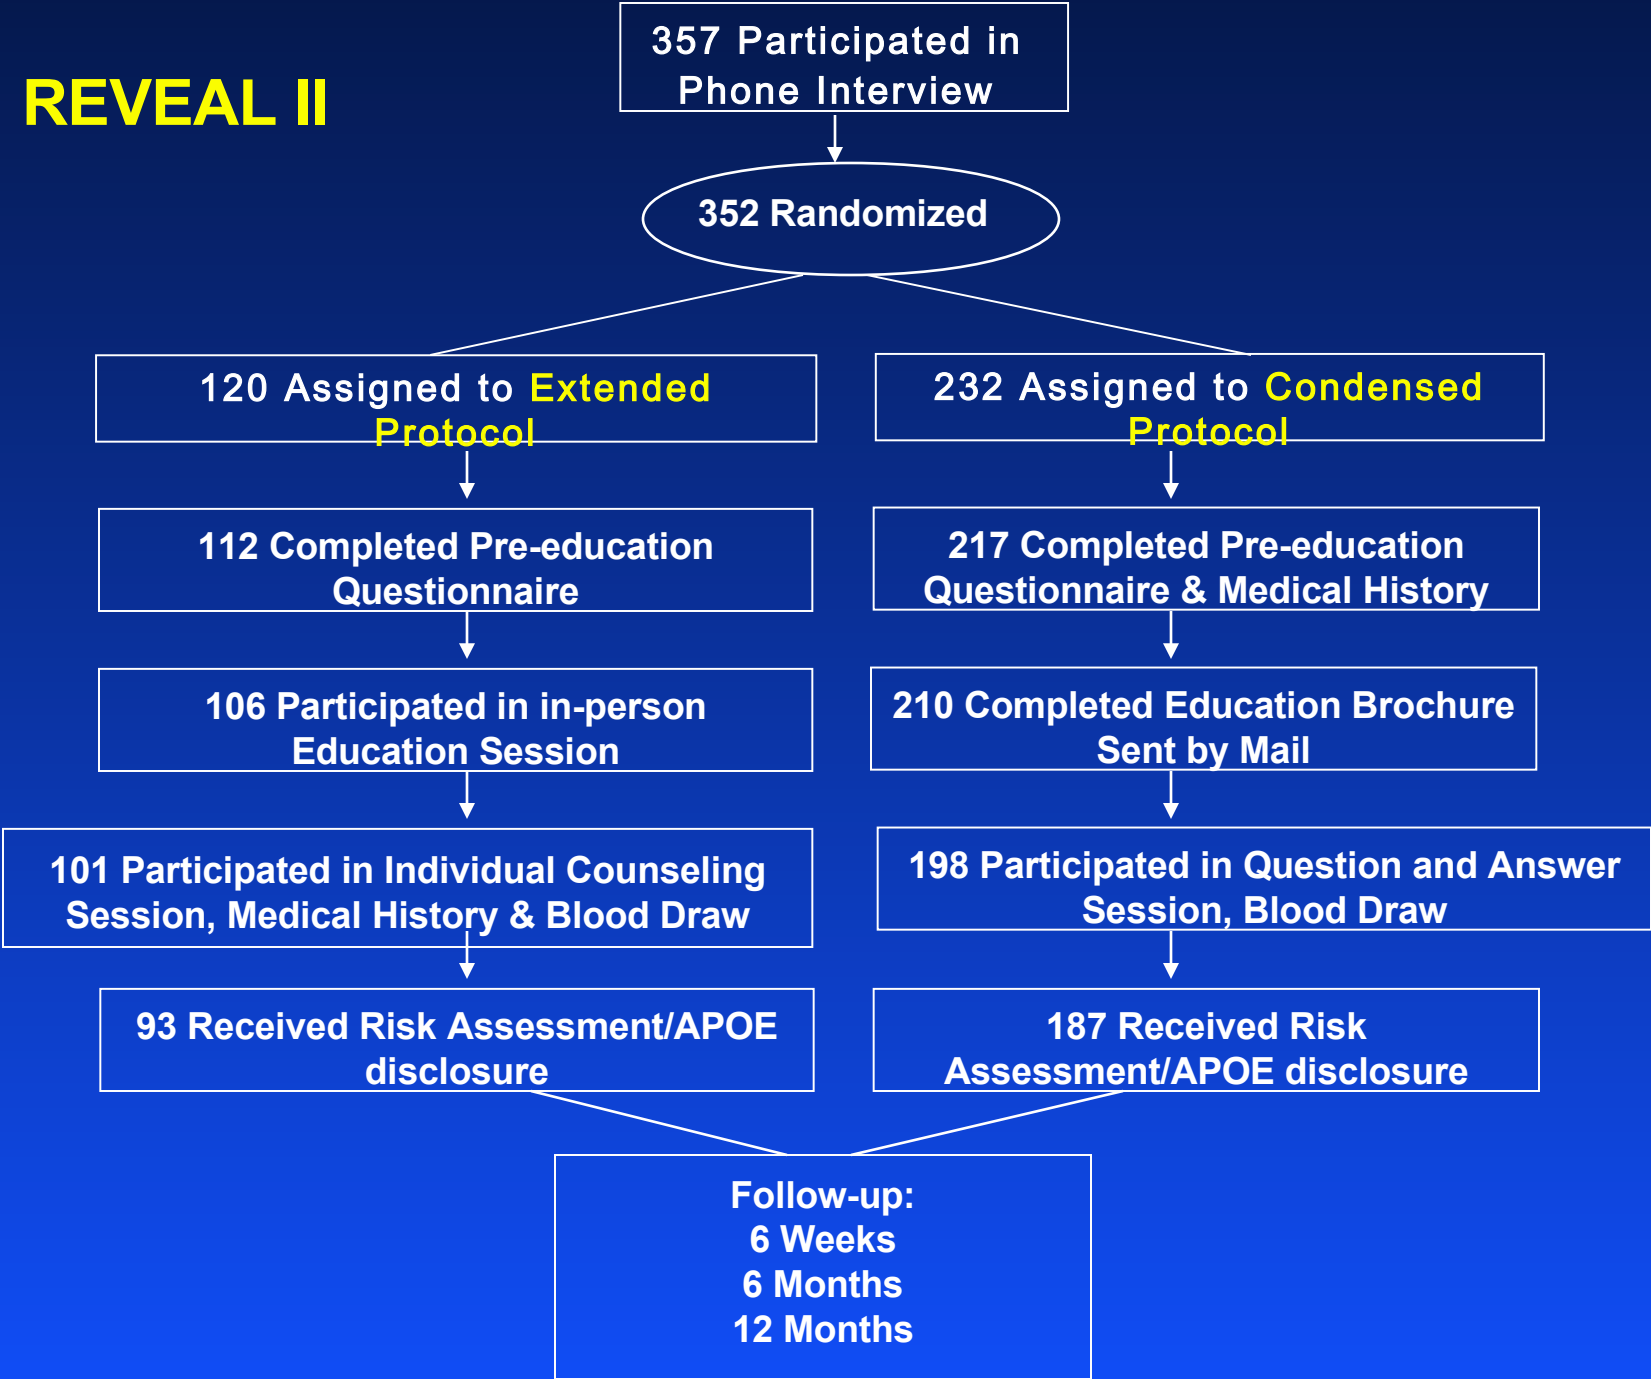 REVEAL II
357 Participated in
Phone Interview
352 Randomized
120 Assigned to Extended
Protocol
112 Completed Pre-education
Questionnaire
106 Participated in in-person
Education Session
101 Participated in Individual Counseling
Session, Medical History & Blood Draw
93 Received Risk Assessment/APOE
disclosure
232 Assigned to Condensed
Protocol
217 Completed Pre-education
Questionnaire & Medical History
210 Completed Education Brochure
Sent by Mail
198 Participated in Question and Answer
Session, Blood Draw
187 Received Risk
Assessment/APOE disclosure
Follow-up:
6 Weeks
6 Months
12 Months